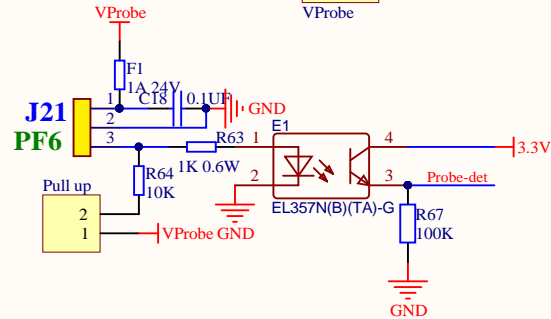 VProbe
VProbe
F1
1A 24V
C18 0.1UF
J21
PF6
1
2
3
GND
R63
1K 0.6W
E1
1
2
4
3
3.3V
Probe-det
EL357N(B)(TA)-G
R64
10K
Pull up
2
1
VProbe GND
R67
100K
GND